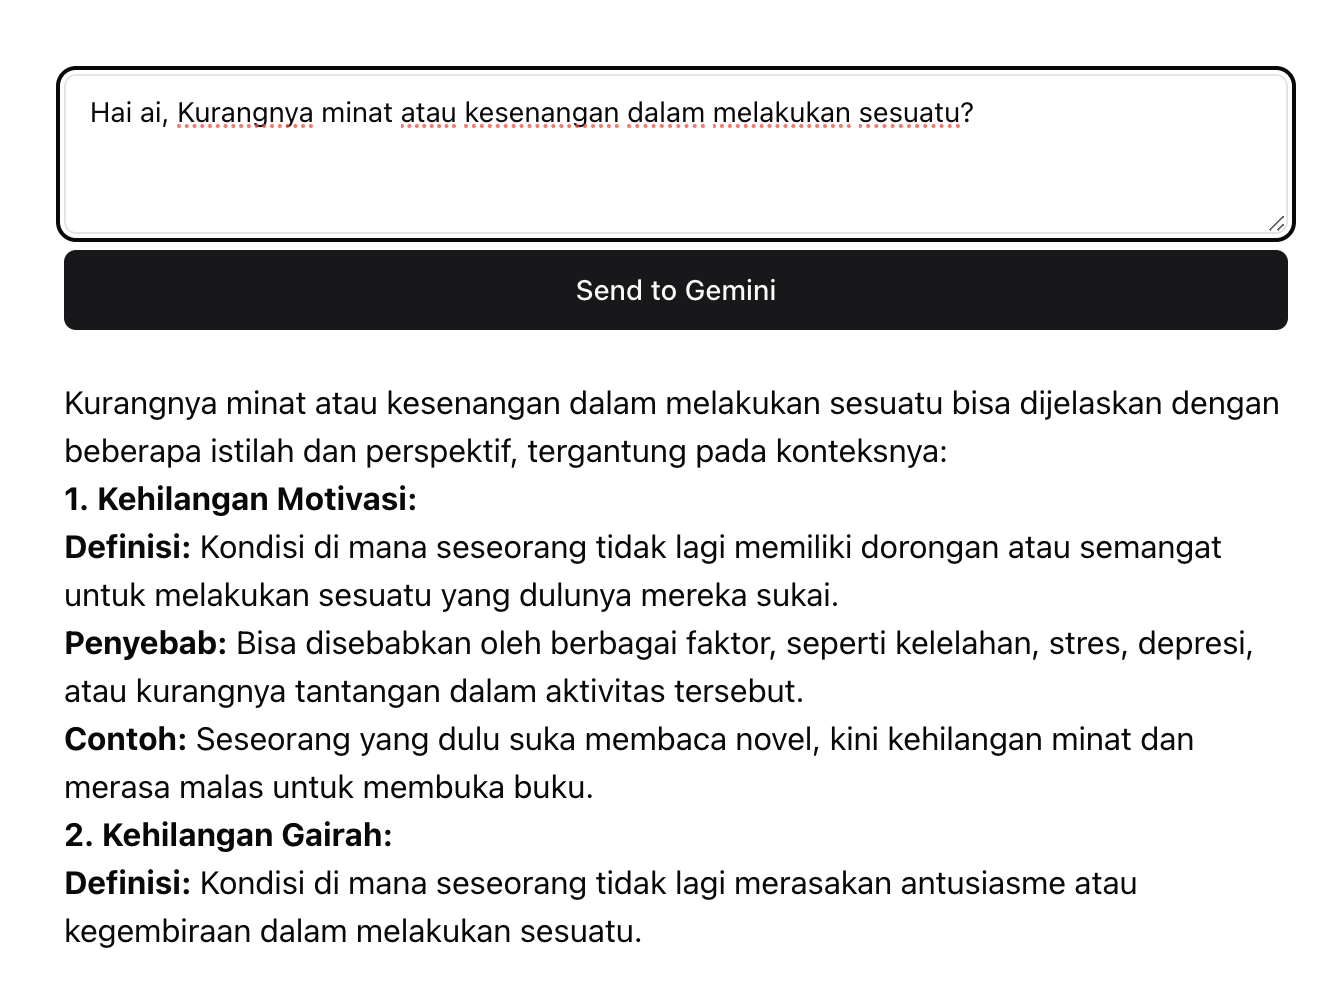 Hai ai, Kurangnya minat atau kesenangan dalam melakukan sesuatu?
Send to Gemini
Kurangnya minat atau kesenangan dalam melakukan sesuatu bisa dijelaskan dengan
beberapa istilah dan perspektif, tergantung pada konteksnya:
1. Kehilangan Motivasi:
Definisi: Kondisi di mana seseorang tidak lagi memiliki dorongan atau semangat
untuk melakukan sesuatu yang dulunya mereka sukai.
Penyebab: Bisa disebabkan oleh berbagai faktor, seperti kelelahan, stres, depresi,
atau kurangnya tantangan dalam aktivitas tersebut.
Contoh: Seseorang yang dulu suka membaca novel, kini kehilangan minat dan
merasa malas untuk membuka buku.
2. Kehilangan Gairah:
Definisi: Kondisi di mana seseorang tidak lagi merasakan antusiasme atau
kegembiraan dalam melakukan sesuatu.